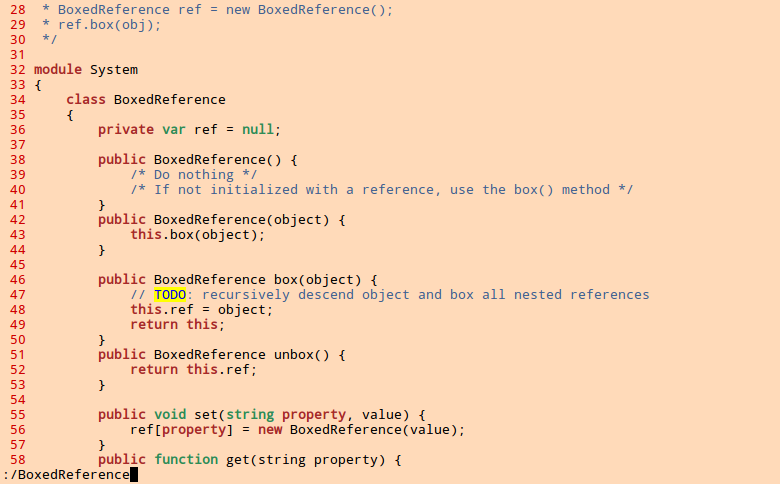 28  * BoxedReference ref = new BoxedReference();
29  * ref.box(obj);
30  */
31
32 module System
33 {
34     class BoxedReference
35     {
36         private var ref = null;
37
38         public BoxedReference() {
39             /* Do nothing */
40             /* If not initialized with a reference, use the box() method */
41         }
42         public BoxedReference(object) {
43             this.box(object);
44         }
45
46         public BoxedReference box(object) {
47             // TODO: recursively descend object and box all nested references
48             this.ref = object;
49             return this;
50         }
51         public BoxedReference unbox() {
52             return this.ref;
53         }
54
55         public void set(string property, value) {
56             ref[property] = new BoxedReference(value);
57         }
58         public function get(string property) {
:/BoxedReference